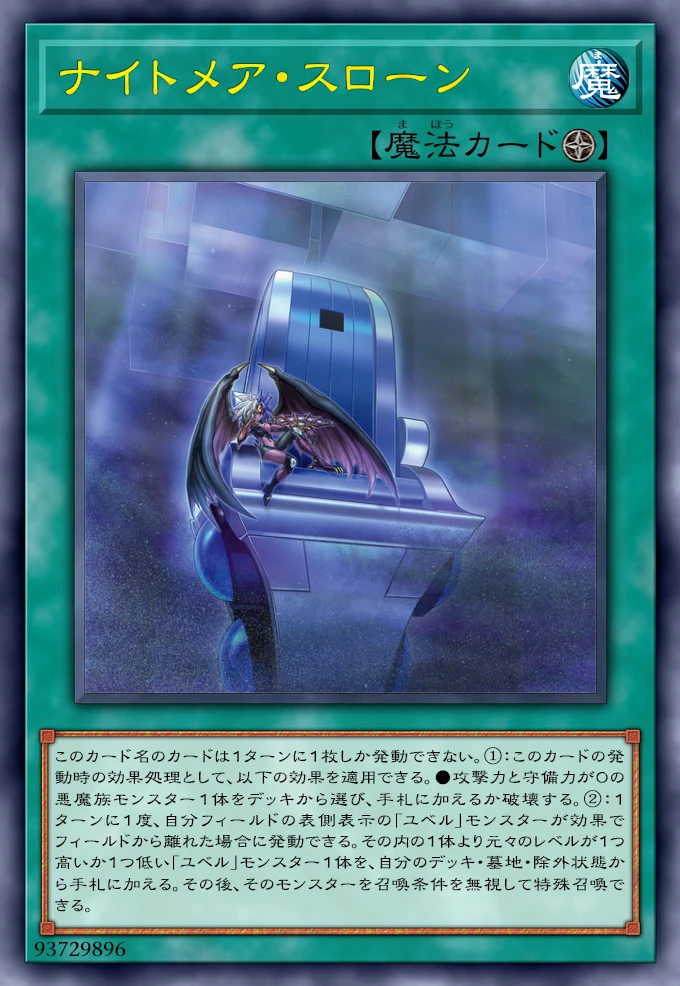 ナイトメア・スローン
ま
魔
ま ほう
【魔法カード】
このカード名のカードは1ターンに1枚しか発動できない。①:このカードの発
動時の効果処理として、以下の効果を適用できる。●攻撃力と守備力が0の
悪魔族モンスター1体をデッキから選び、手札に加えるか破壊する。②:1
ターンに1度、自分フィールドの表側表示の「ユベル」モンスターが効果で
フィールドから離れた場合に発動できる。その内の1体より元々のレベルが1つ
高いか1つ低い「ユベル」モンスター1体を、自分のデッキ・墓地・除外状態か
ら手札に加える。その後、そのモンスターを召喚条件を無視して特殊召喚で
きる。
93729896